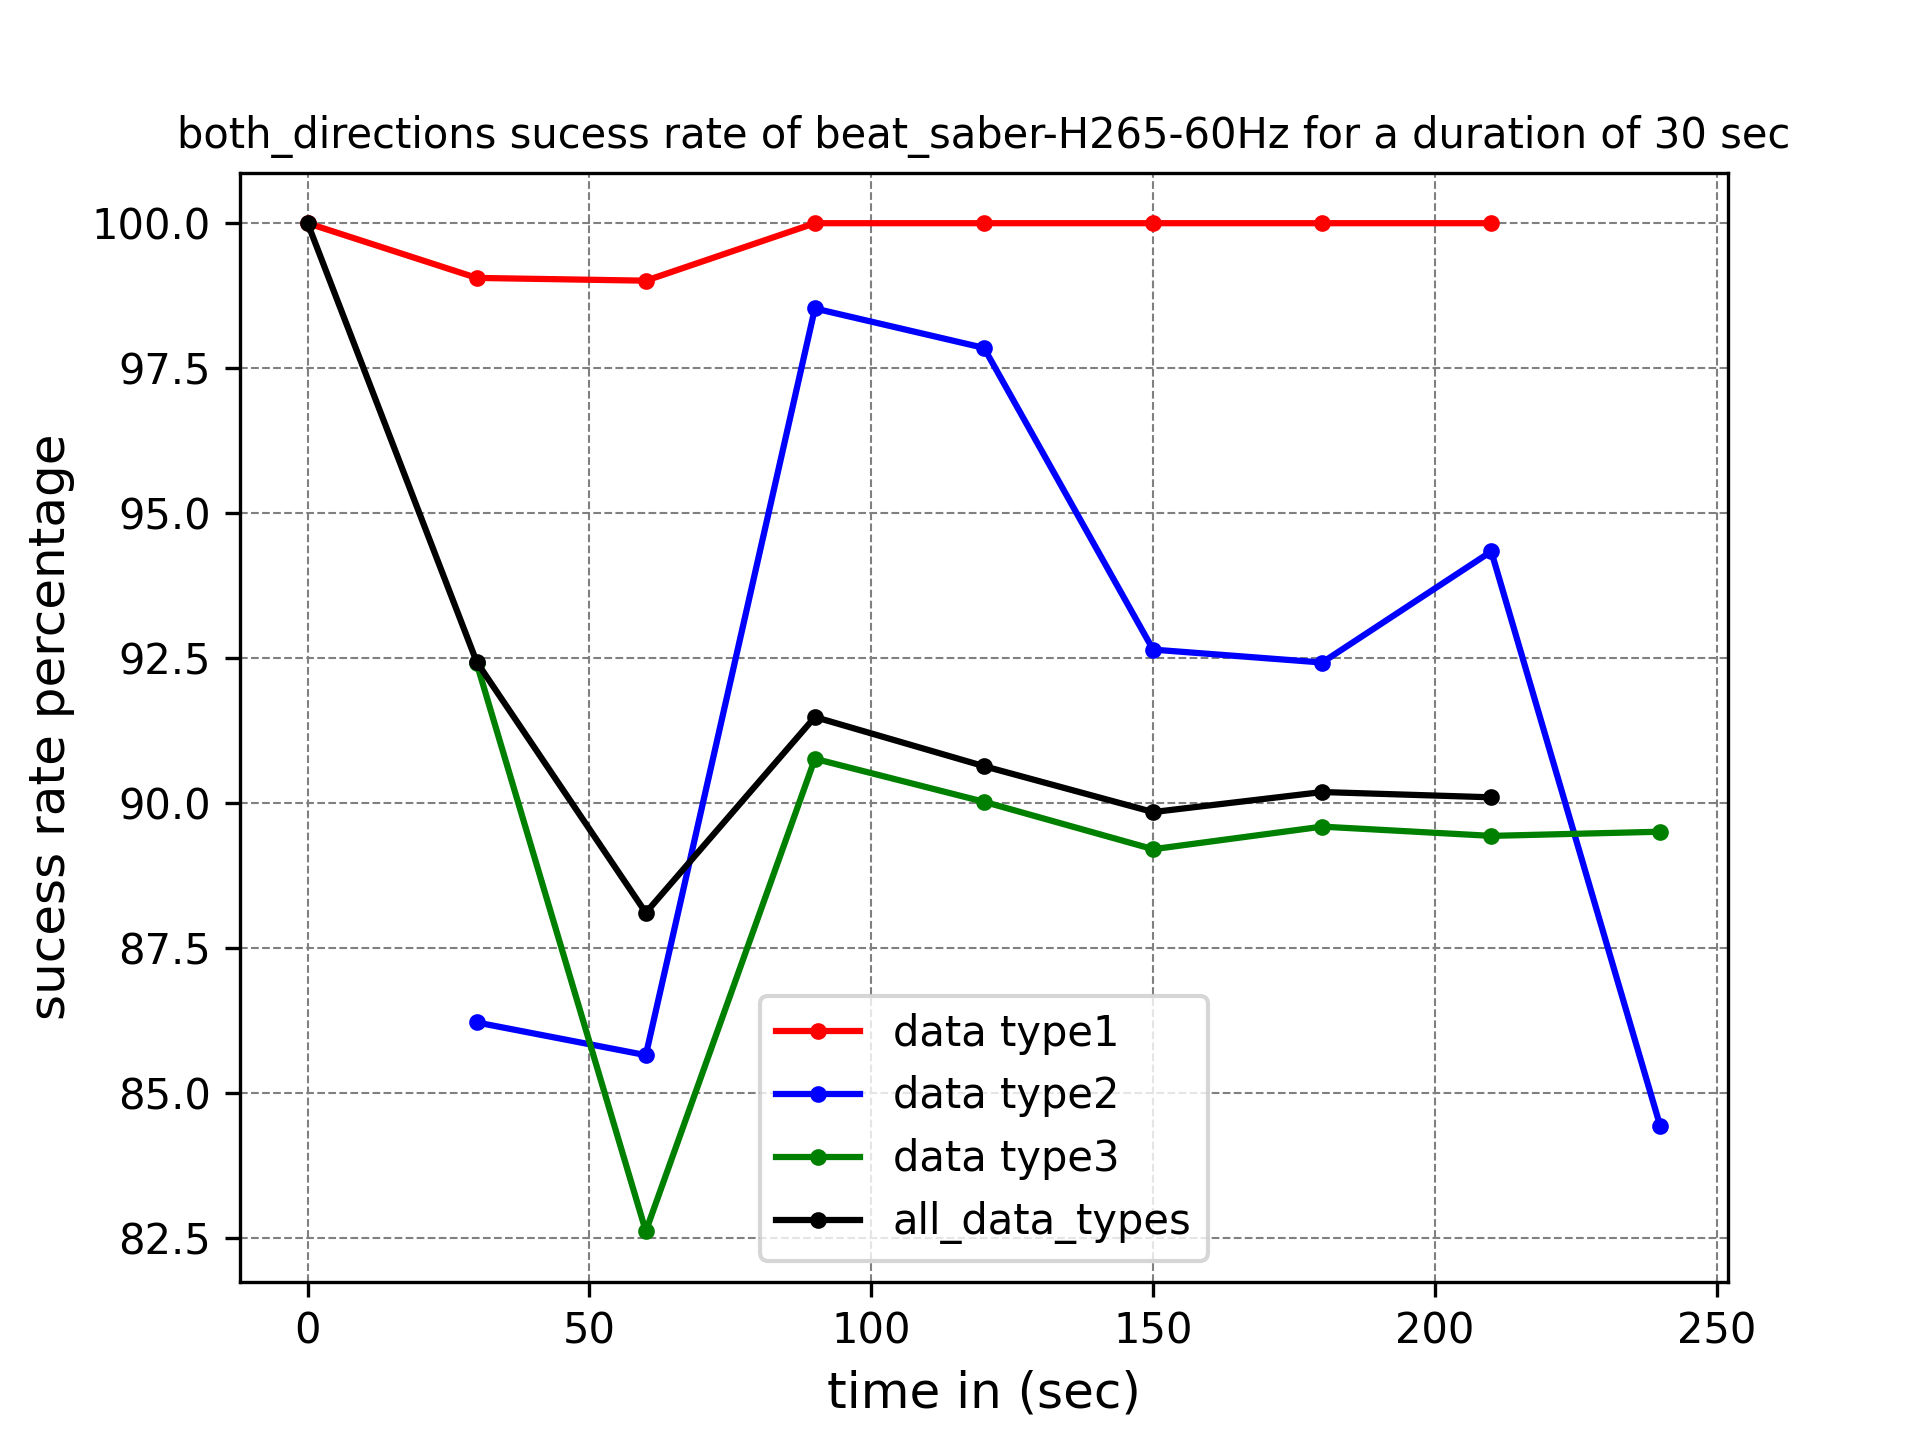 both_directions sucess rate of beat_saber-H265-60Hz for a duration of 30 sec
sucess rate percentage
100.0
97.5
95.0
92.5
90.0
87.5
85.0
82.5
data type1
data type2
data type3
all_data_types
0 50 100 150 200 250
time in (sec)